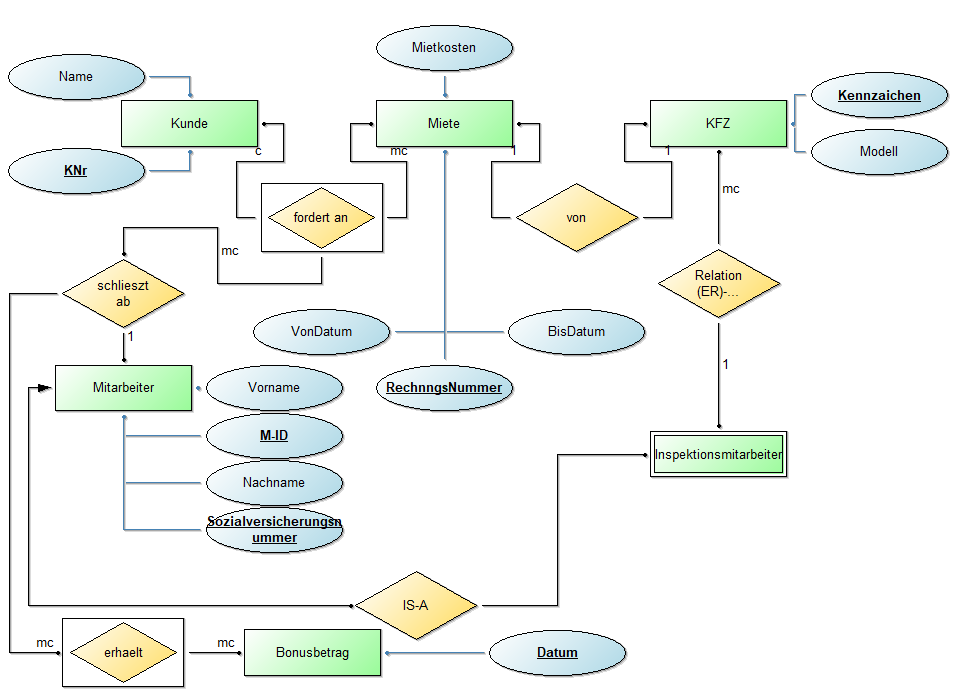 Mietkosten
Name
Kennzaichen
Kunde
Miete
KFZ
c
mc
1
1
Modell
KNr
mc
fordert an
von
mc
schlieszt
ab
Relation
(ER)-...
VonDatum
BisDatum
1
1
Mitarbeiter
Vorname
RechnngsNummer
M-ID
Inspektionsmitarbeiter
Nachname
Sozialversicherungsn
ummer
IS-A
mc
mc
erhaelt
Bonusbetrag
Datum